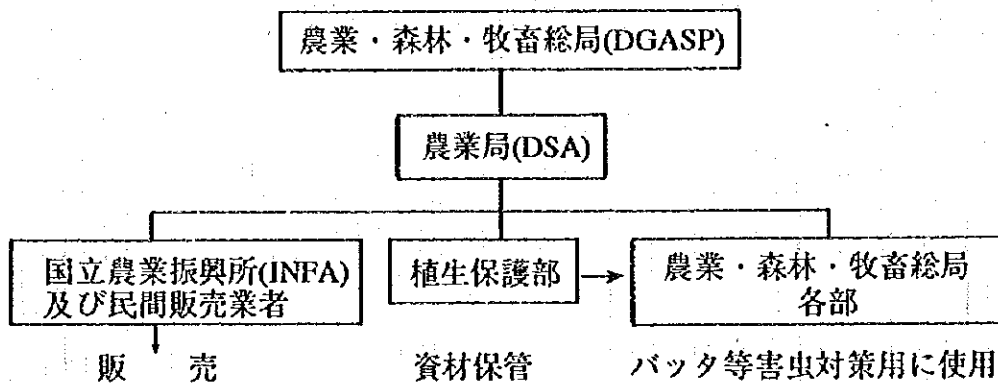 農業・森林・牧畜総局(DGASP)
農業局(DSA)
国立農業振興所(INFA)
及び民間販売業者
植生保護部
農業・森林・牧畜総局
各部
販 売
資材保管
バッタ等害虫対策用に使用